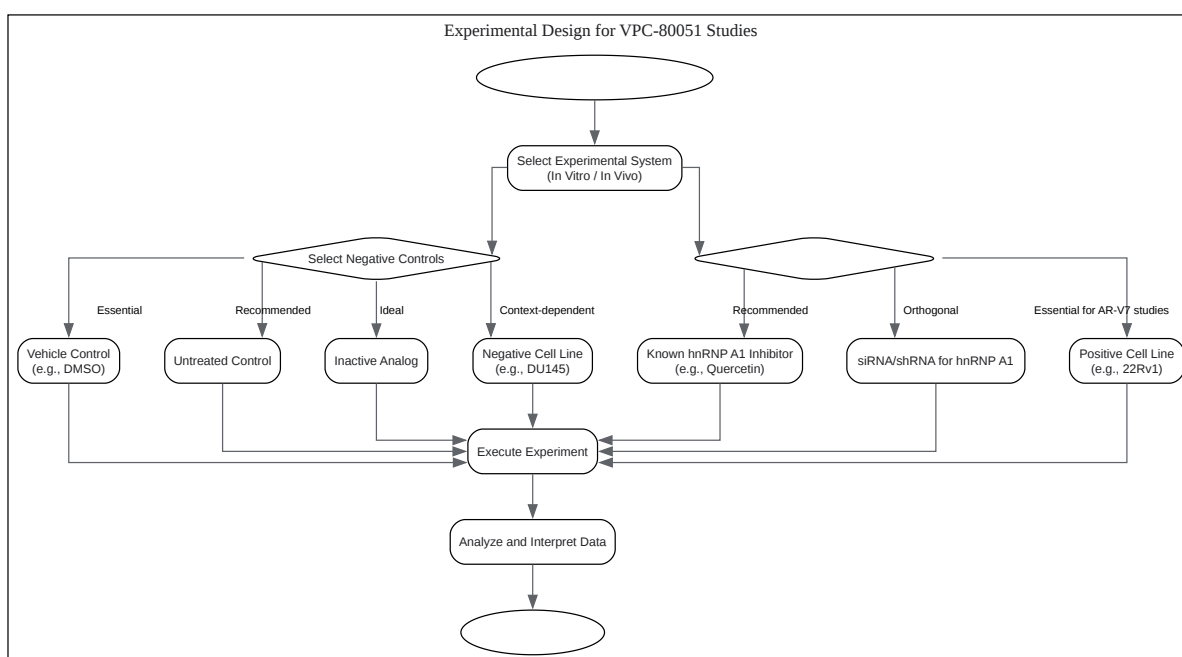 Experimental Design for VPC-80051 Studies
Select Experimental System
(In Vitro / In Vivo)
Select Negative Controls
Essential
Recommended
Ideal
Context-dependent
Recommended
Orthogonal
Essential for AR-V7 studies
Vehicle Control
(e.g., DMSO)
Untreated Control
Inactive Analog
Negative Cell Line
(e.g., DU145)
Known hnRNP A1 Inhibitor
(e.g., Quercetin)
siRNA/shRNA for hnRNP A1
Positive Cell Line
(e.g., 22Rv1)
Execute Experiment
Analyze and Interpret Data